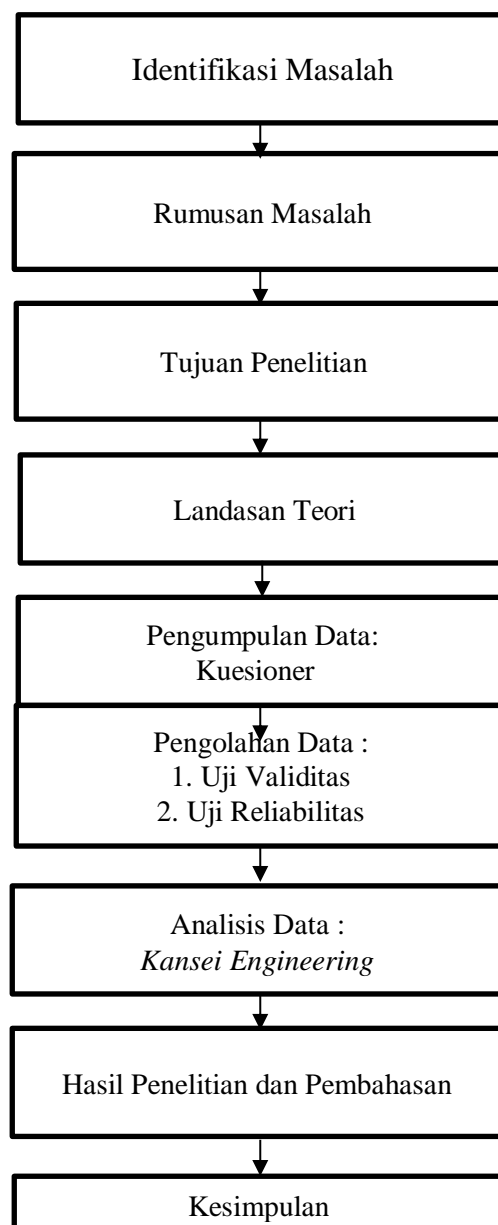 Identifikasi Masalah
Rumusan Masalah
Tujuan Penelitian
Landasan Teori
Pengumpulan Data:
Kuesioner
Pengolahan Data :
1. Uji Validitas
2. Uji Reliabilitas
Analisis Data :
Kansei Engineering
Hasil Penelitian dan Pembahasan
Kesimpulan